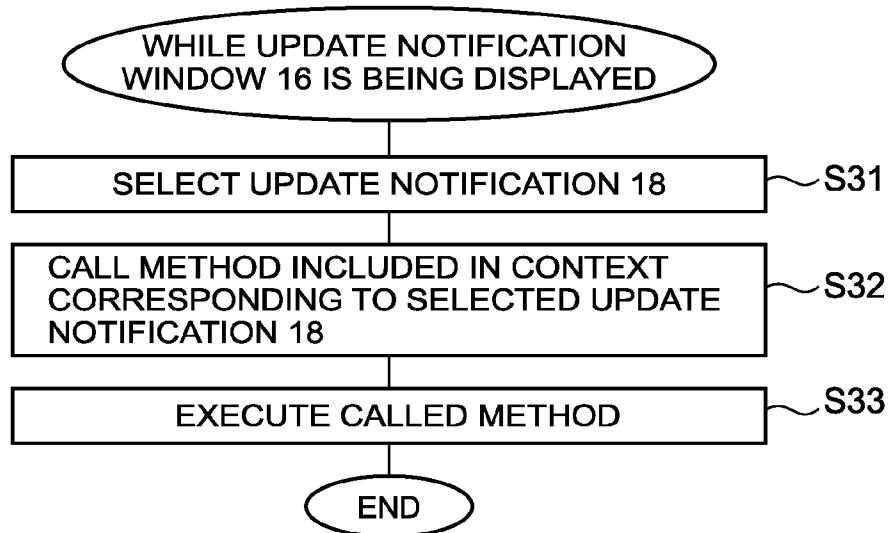 WHILE UPDATE NOTIFICATION
WINDOW 16 IS BEING DISPLAYED
SELECT UPDATE NOTIFICATION 18
S31
CALL METHOD INCLUDED IN CONTEXT
CORRESPONDING TO SELECTED UPDATE
NOTIFICATION 18
S32
EXECUTE CALLED METHOD
S33
END